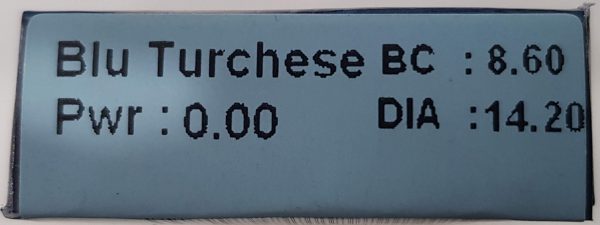 Blu Turchese BC : 8.60
Pwr : 0.00 DIA : 14.20